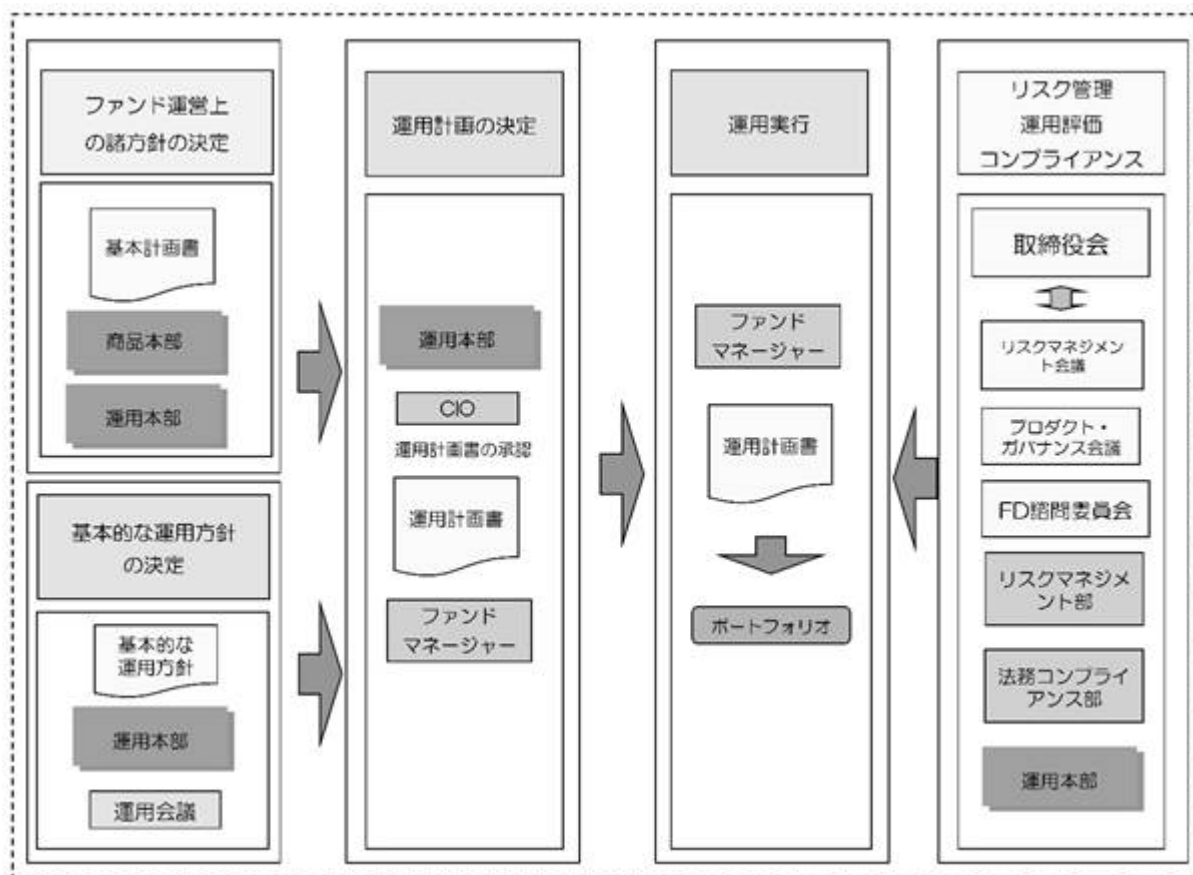 ファンド運営上
の諸方針の決定
基本計画書
商品本部
運用本部
基本的な運用方針
の決定
基本的な
運用方針
運用本部
運用会議
運用計画の決定
運用本部
CIO
運用計画書の承認
運用計画書
ファンド
マネージャー
運用実行
ファンド
マネージャー
運用計画書
ポートフォリオ
リスク管理
運用評価
コンプライアンス
取締役会
リスクマネジメン
ト会議
プロダクト・
ガバナンス会議
FD諮問委員会
リスクマネジメ
ント部
法務コンプライ
アンス部
運用本部